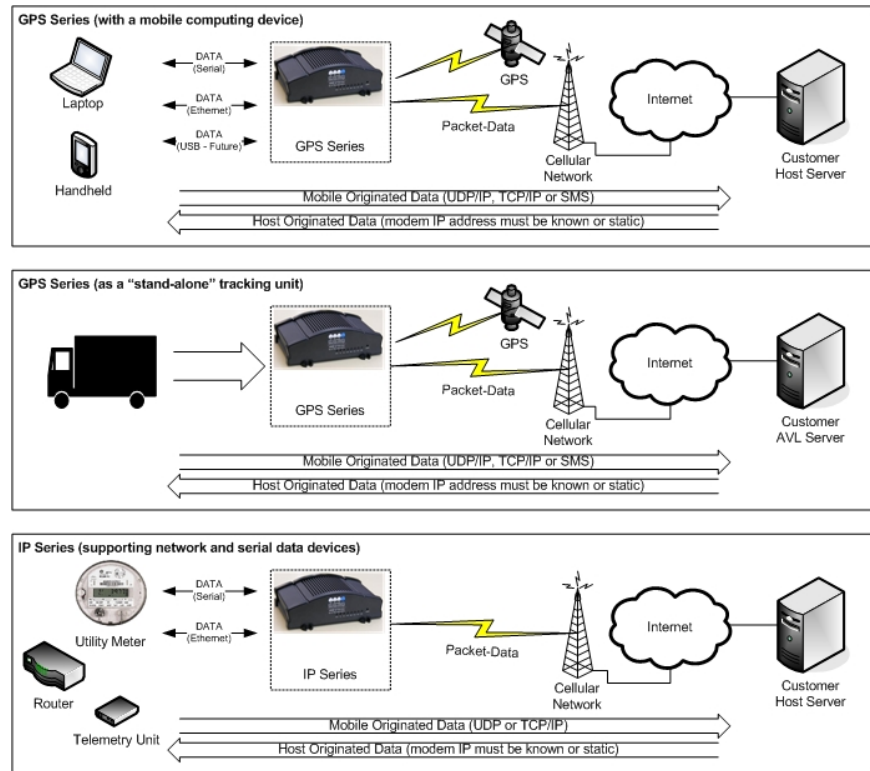 GPS Series (with a mobile computing device)
Laptop
Handheld
DATA
(Serial)
DATA
(Ethernet)
DATA
(USB - Future)
GPS Series
GPS
Packet-Data
Cellular
Network
Internet
Customer
Host Server
Mobile Originated Data (UDP/IP, TCP/IP or SMS)
Host Originated Data (modem IP address must be known or static)
GPS Series (as a “stand-alone” tracking unit)
GPS Series
GPS
Packet-Data
Cellular
Network
Internet
Customer
AVL Server
Mobile Originated Data (UDP/IP, TCP/IP or SMS)
Host Originated Data (modem IP address must be known or static)
IP Series (supporting network and serial data devices)
Utility Meter
Router
Telemetry Unit
DATA
(Serial)
DATA
(Ethernet)
IP Series
Packet-Data
Cellular
Network
Internet
Customer
Host Server
Mobile Originated Data (UDP or TCP/IP)
Host Originated Data (modem IP must be known or static)